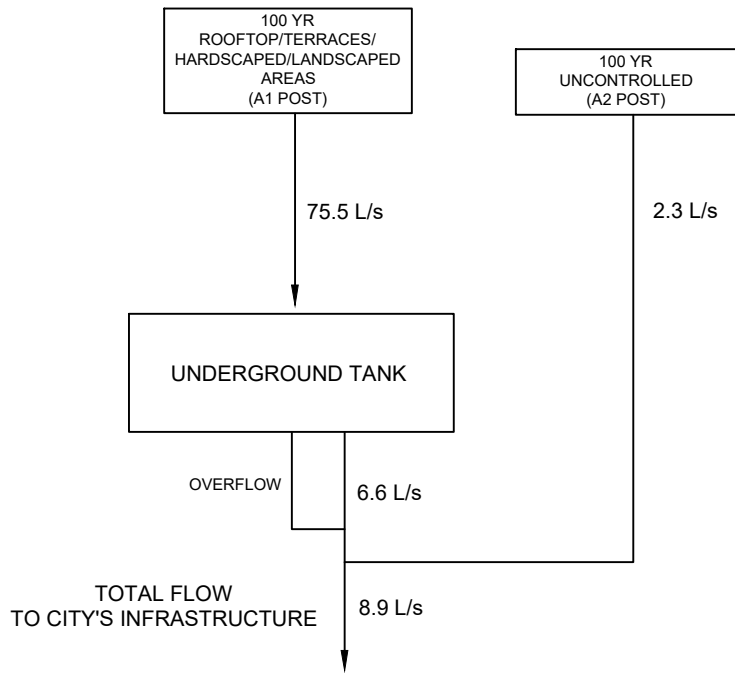 100 YR
ROOFTOP/TERRACES/
HARDSCAPED/LANDSCAPED
AREAS
(A1 POST)
100 YR
UNCONTROLLED
(A2 POST)
75.5 L/s
2.3 L/s
UNDERGROUND TANK
OVERFLOW
6.6 L/s
TOTAL FLOW
TO CITY'S INFRASTRUCTURE
8.9 L/s